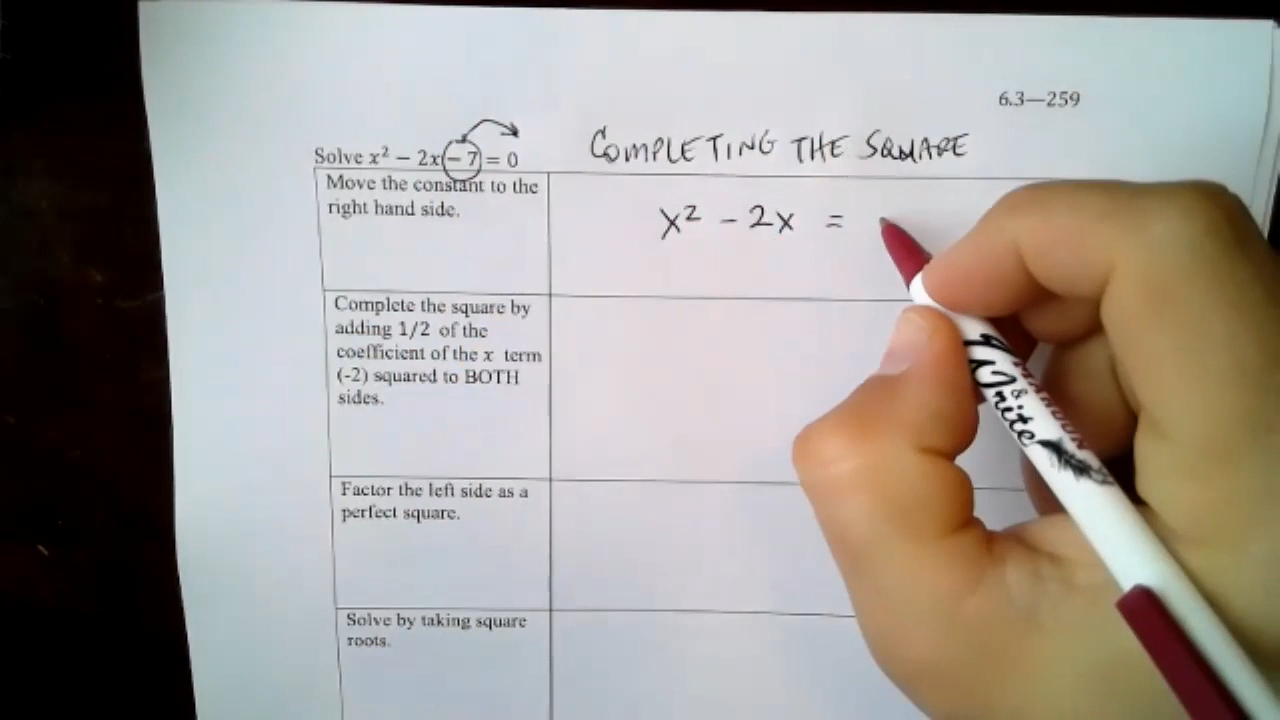 6.3—259
Solve x² − 2x − 7 = 0
COMPLETING THE SQUARE
Move the constant to the
right hand side.
x² - 2x =
Complete the square by
adding 1/2 of the
coefficient of the x term
(-2) squared to BOTH
sides.
Factor the left side as a
perfect square.
Solve by taking square
roots.
& Write